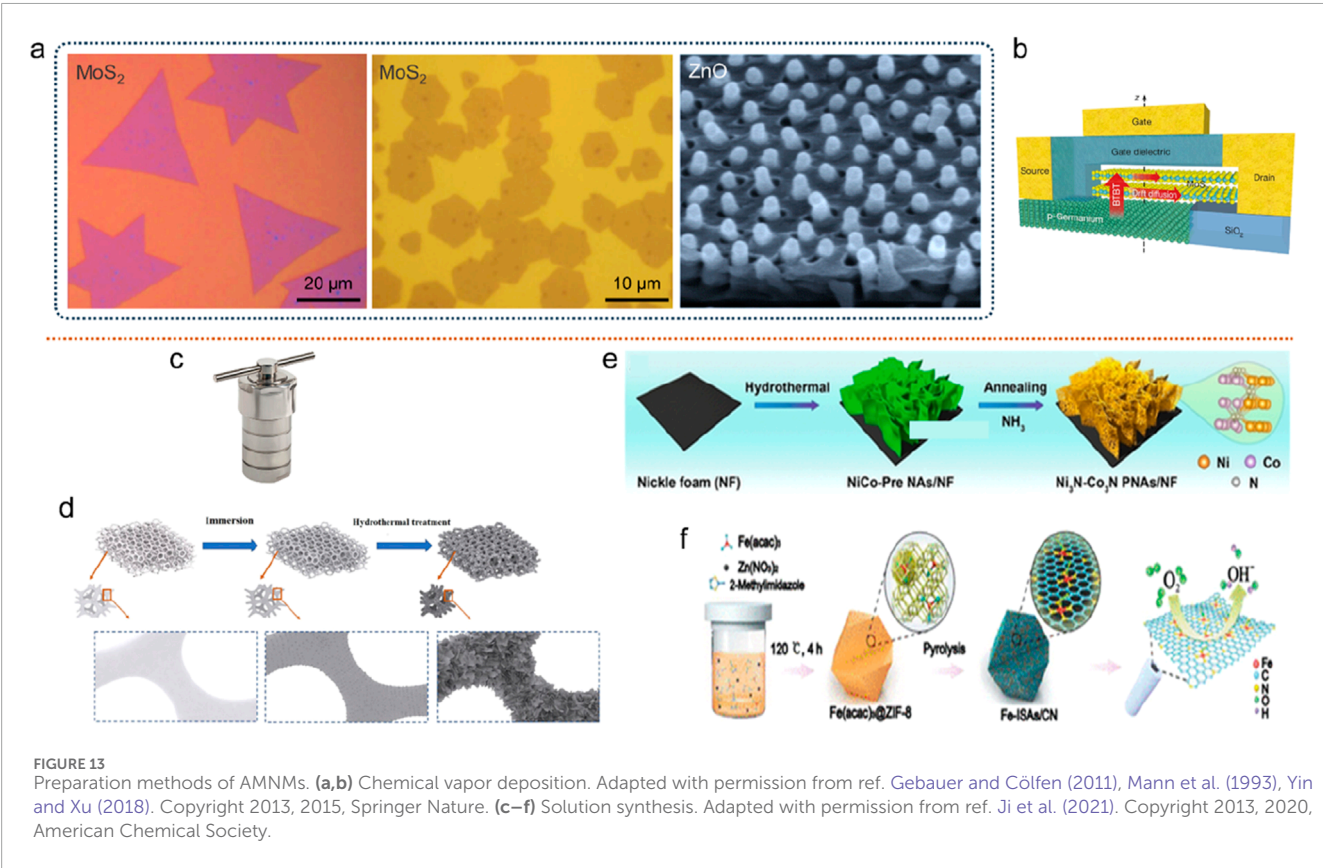 a
MoS₂
20 μm
MoS₂
10 μm
ZnO
b
z
Gate
Gate dielectric
Source
Drain
MoS₂
BTBT
Drift diffusion
p-Germanium
SiO₂
c
d
Immersion
Hydrothermal treatment
e
Hydrothermal
Annealing
NH₃
Nickle foam (NF)
NiCo-Pre NAs/NF
Ni₃N-Co₃N PNAs/NF
Ni
Co
N
f
Fe(acac)₃
Zn(NO₃)₂
2-Methylimidazole
120 ℃, 4 h
Pyrolysis
Fe(acac)₃@ZIF-8
Fe-ISAs/CN
O₂
OH⁻
Fe
C
N
O
H
FIGURE 13
Preparation methods of AMNMs. (a,b) Chemical vapor deposition. Adapted with permission from ref. Gebauer and Cölfen (2011), Mann et al. (1993), Yin
and Xu (2018). Copyright 2013, 2015, Springer Nature. (c–f) Solution synthesis. Adapted with permission from ref. Ji et al. (2021). Copyright 2013, 2020,
American Chemical Society.